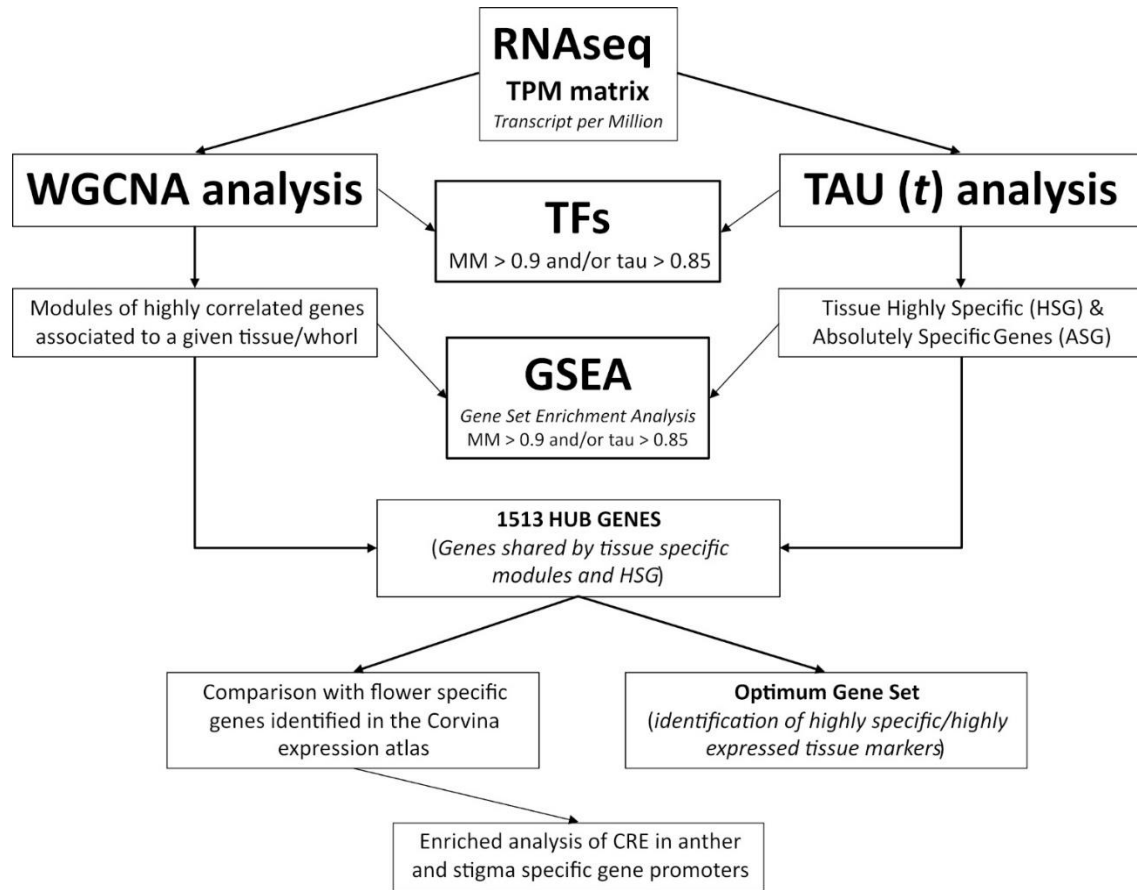 RNAseq
TPM matrix
Transcript per Million
WGCNA analysis
TAU (t) analysis
TFs
MM > 0.9 and/or tau > 0.85
Modules of highly correlated genes
associated to a given tissue/whorl
Tissue Highly Specific (HSG) &
Absolutely Specific Genes (ASG)
GSEA
Gene Set Enrichment Analysis
MM > 0.9 and/or tau > 0.85
1513 HUB GENES
(Genes shared by tissue specific
modules and HSG)
Comparison with flower specific
genes identified in the Corvina
expression atlas
Optimum Gene Set
(identification of highly specific/highly
expressed tissue markers)
Enriched analysis of CRE in anther
and stigma specific gene promoters